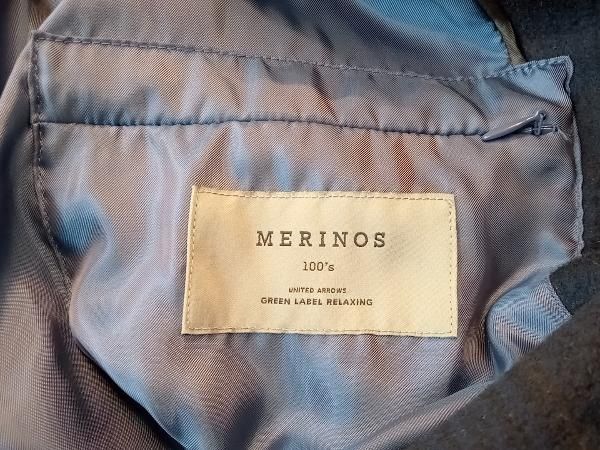 MERINOS
100's
UNITED ARROWS
GREEN LABEL RELAXING